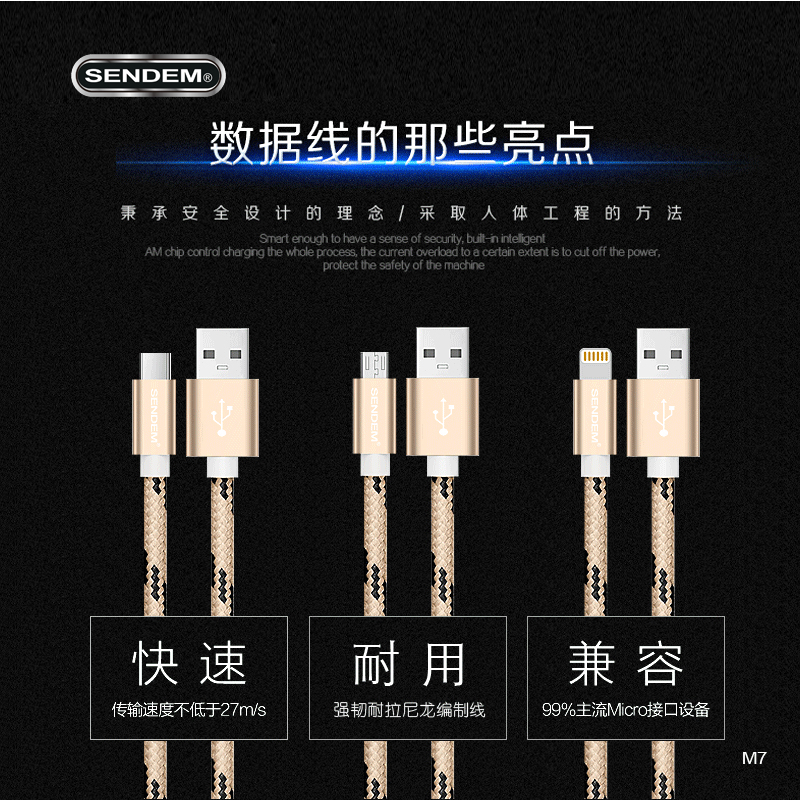 SENDEM®
数据线的那些亮点
秉承安全设计的理念/采取人体工程的方法
Smart enough to have a sense of security, built-in intelligent
AM chip control charging the whole process, the current overload to a certain extent is to cut off the power,
protect the safety of the machine
SENDEM
SENDEM
SENDEM
快速
耐用
兼容
传输速度不低于27m/s
强韧耐拉尼龙编制线
99%主流Micro接口设备
M7